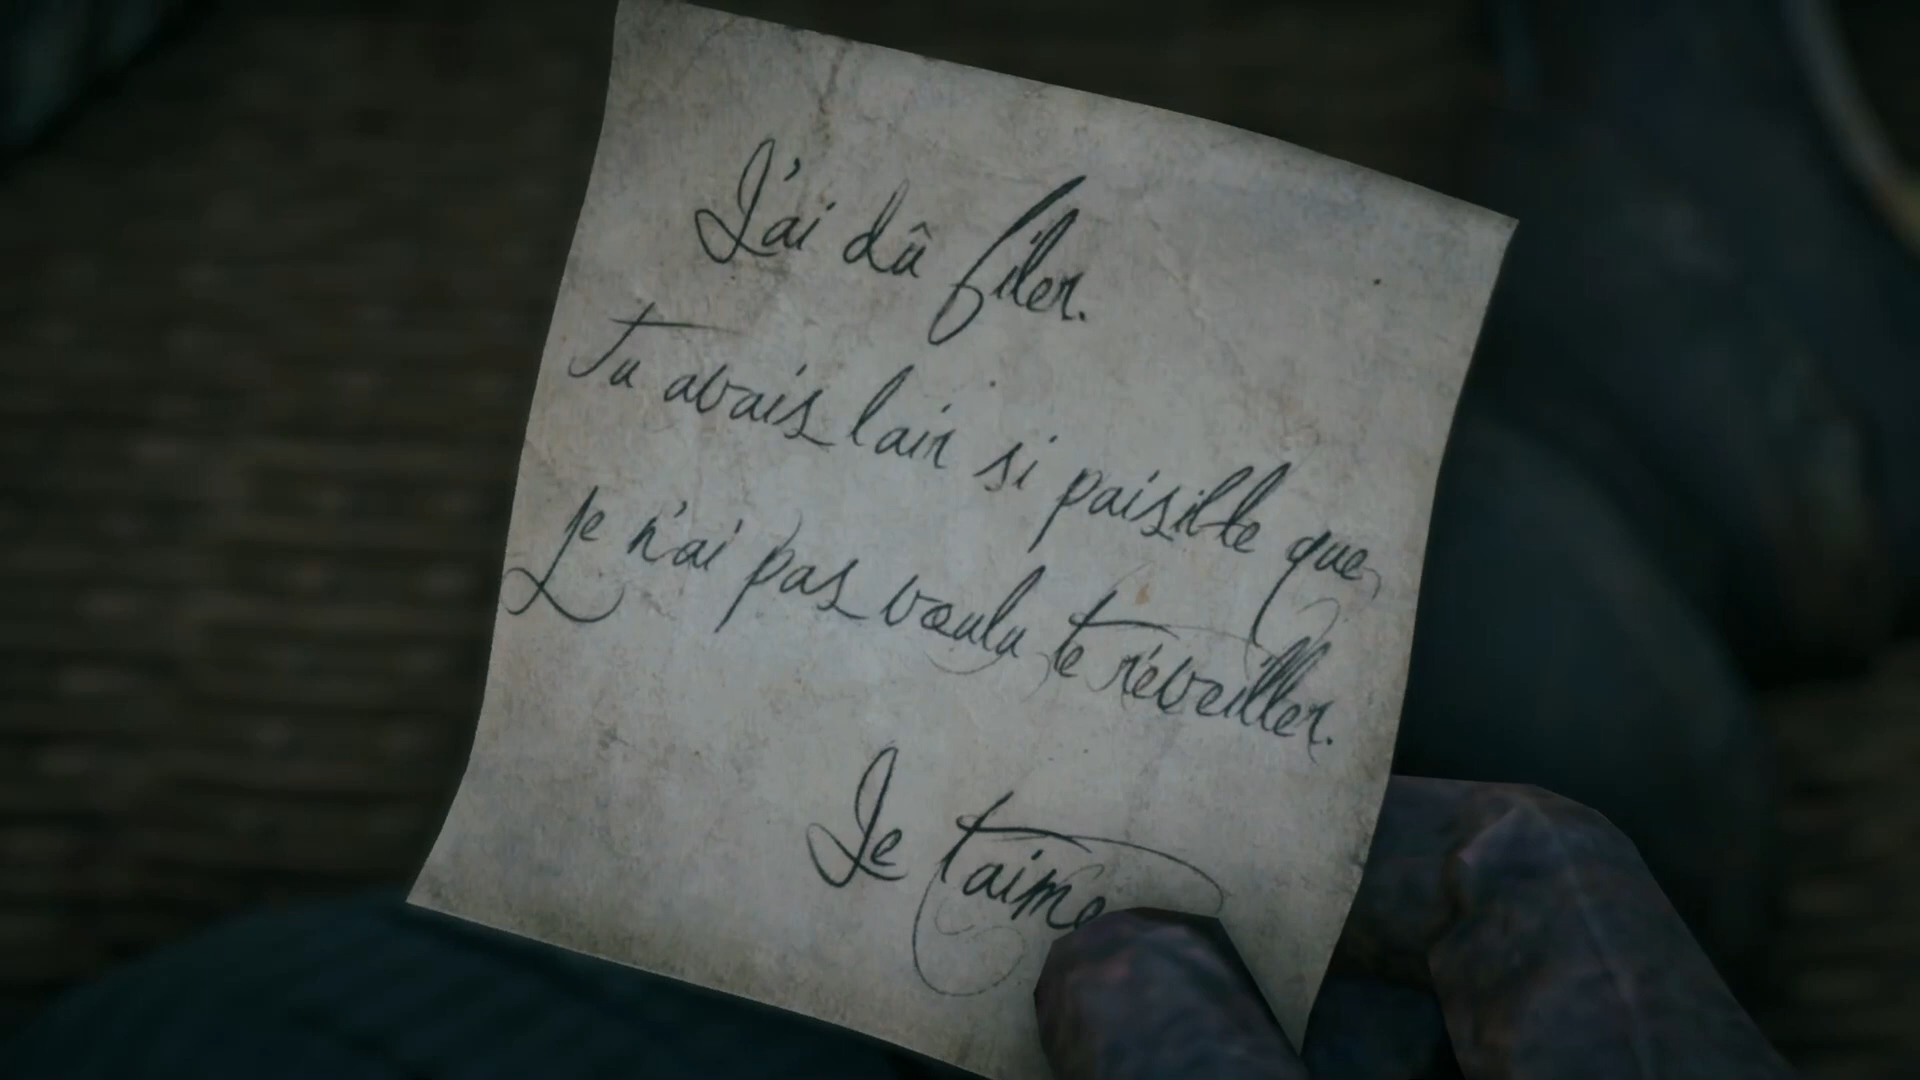 J'ai dû filer.
Tu avais lair si paisible que
je n'ai pas voulu te réveiller.
Je taime